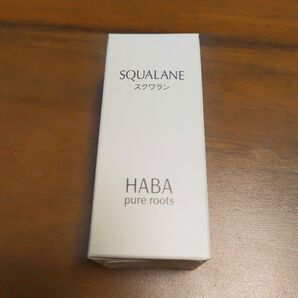 SQUALANE
スクワラン
HABA
pure roots